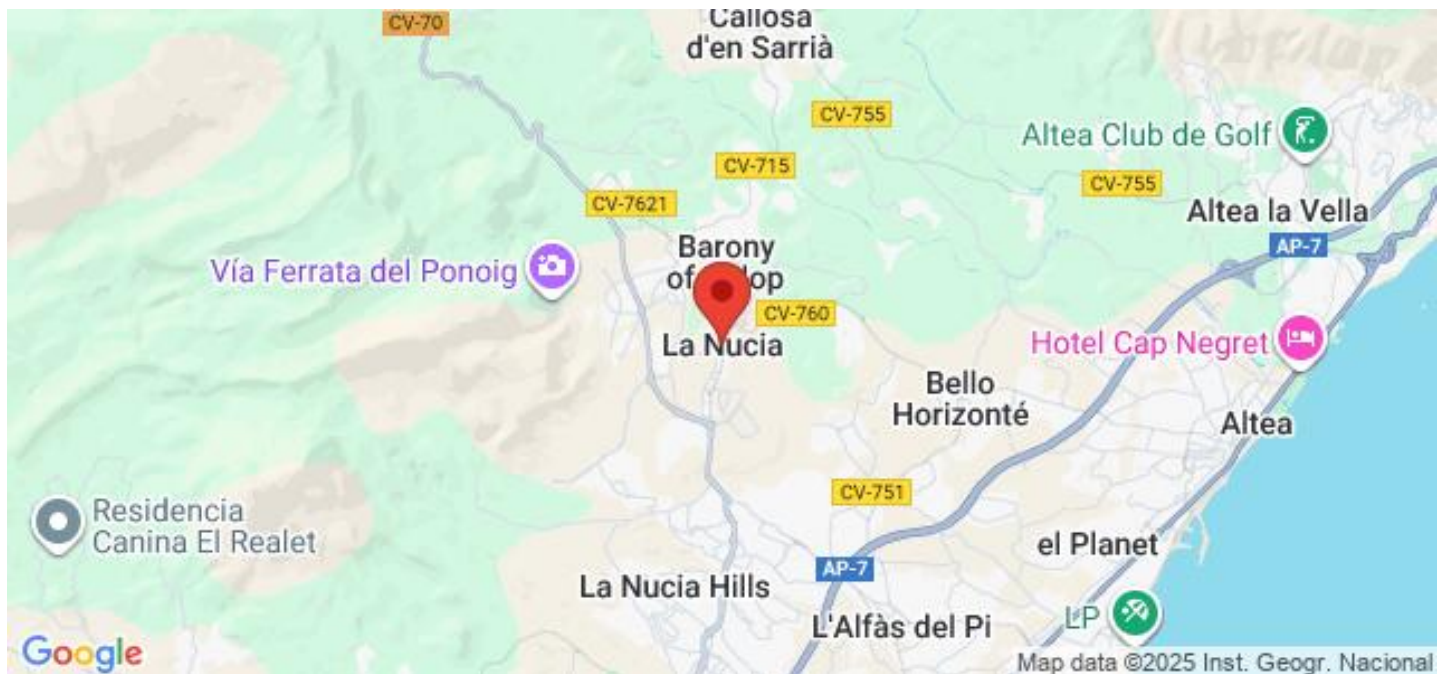 CV-70
Callosa
d'en Sarrià
CV-755
Altea Club de Golf
CV-715
CV-755
CV-7621
Altea la Vella
AP-7
Vía Ferrata del Ponoig
Barony
of
CV-760
La Nucia
Hotel Cap Negret
Bello
Horizonté
Altea
CV-751
Residencia
Canina El Realet
el Planet
AP-7
La Nucia Hills
L'Alfàs del Pi
LP
Google
Map data ©2025 Inst. Geogr. Nacional